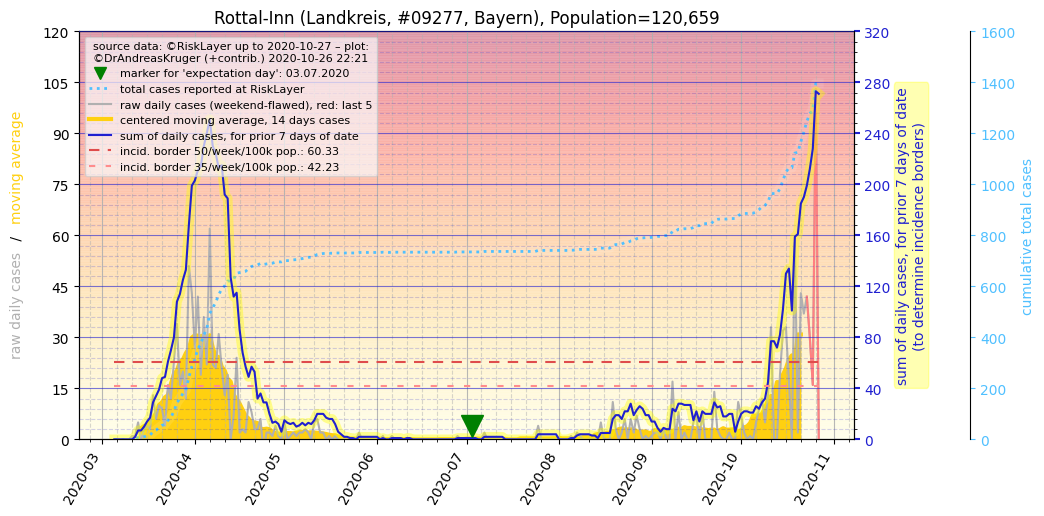 Rottal-Inn (Landkreis, #09277, Bayern), Population=120,659
source data: ©RiskLayer up to 2020-10-27 – plot:
©DrAndreasKruger (+contrib.) 2020-10-26 22:21
marker for 'expectation day': 03.07.2020
total cases reported at RiskLayer
raw daily cases (weekend-flawed), red: last 5
centered moving average, 14 days cases
sum of daily cases, for prior 7 days of date
incid. border 50/week/100k pop.: 60.33
incid. border 35/week/100k pop.: 42.23
raw daily cases / moving average
120
105
90
75
60
45
30
15
0
320
280
240
200
160
120
80
40
0
sum of daily cases, for prior 7 days of date
(to determine incidence borders)
1600
1400
1200
1000
800
600
400
200
0
cumulative total cases
2020-03
2020-04
2020-05
2020-06
2020-07
2020-08
2020-09
2020-10
2020-11